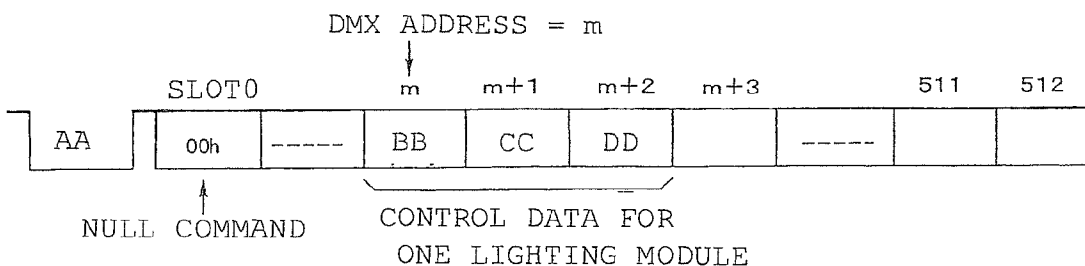 DMX ADDRESS = m
SLOT0 m m+1 m+2 m+3 511 512
AA 00h ----- BB CC DD -----
NULL COMMAND
CONTROL DATA FOR
ONE LIGHTING MODULE